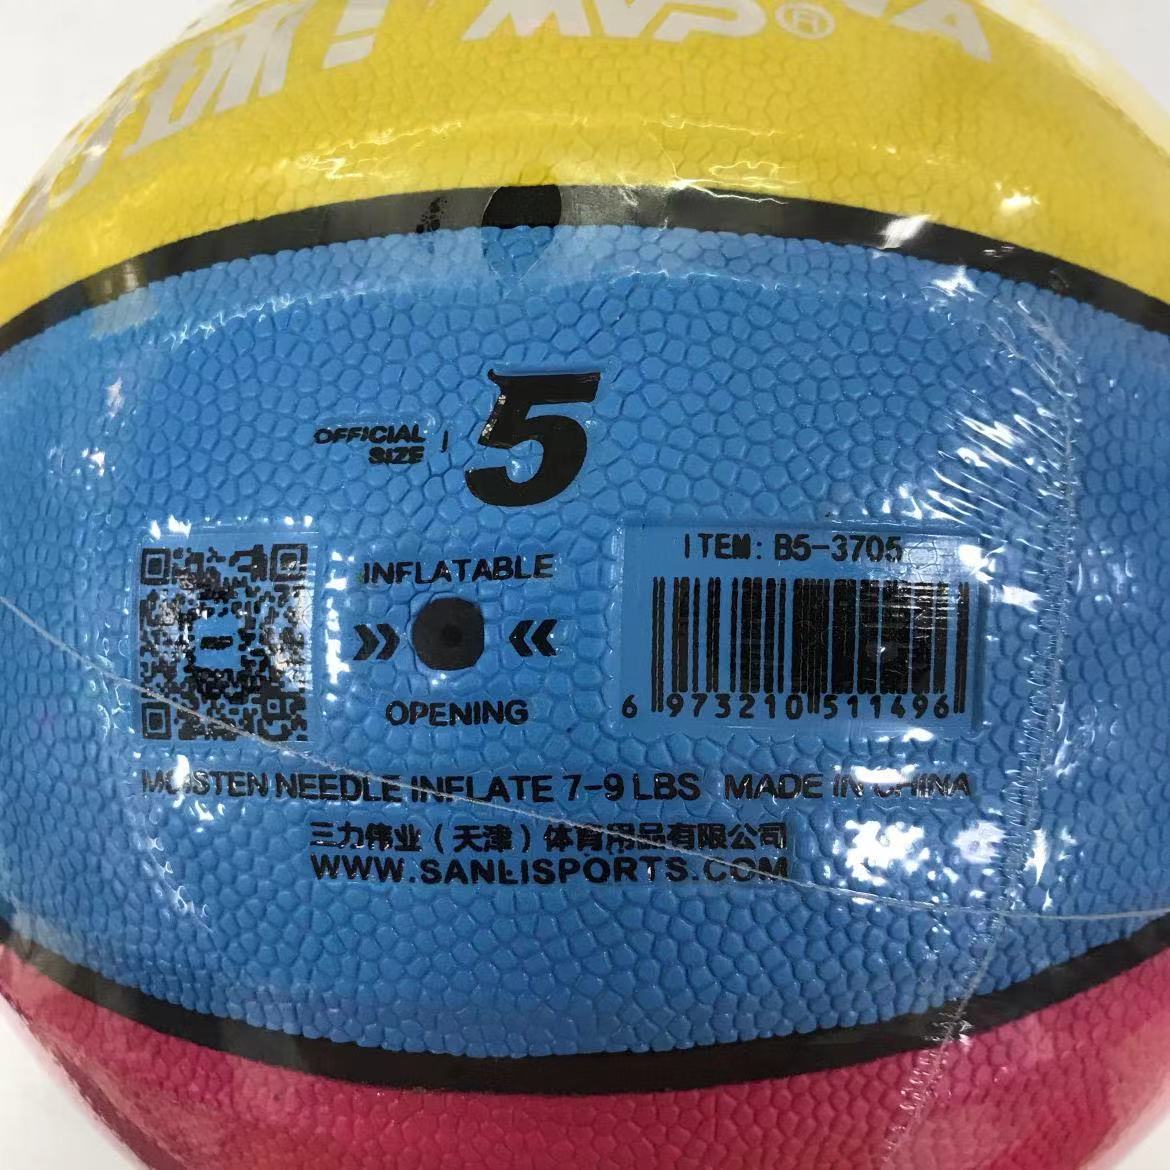 MVP®
OFFICIAL
SIZE
5
ITEM: B5-3705
INFLATABLE
OPENING
6 973210 511496
MOISTEN NEEDLE INFLATE 7-9 LBS MADE IN CHINA
三力伟业（天津）体育用品有限公司
WWW.SANLISPORTS.COM